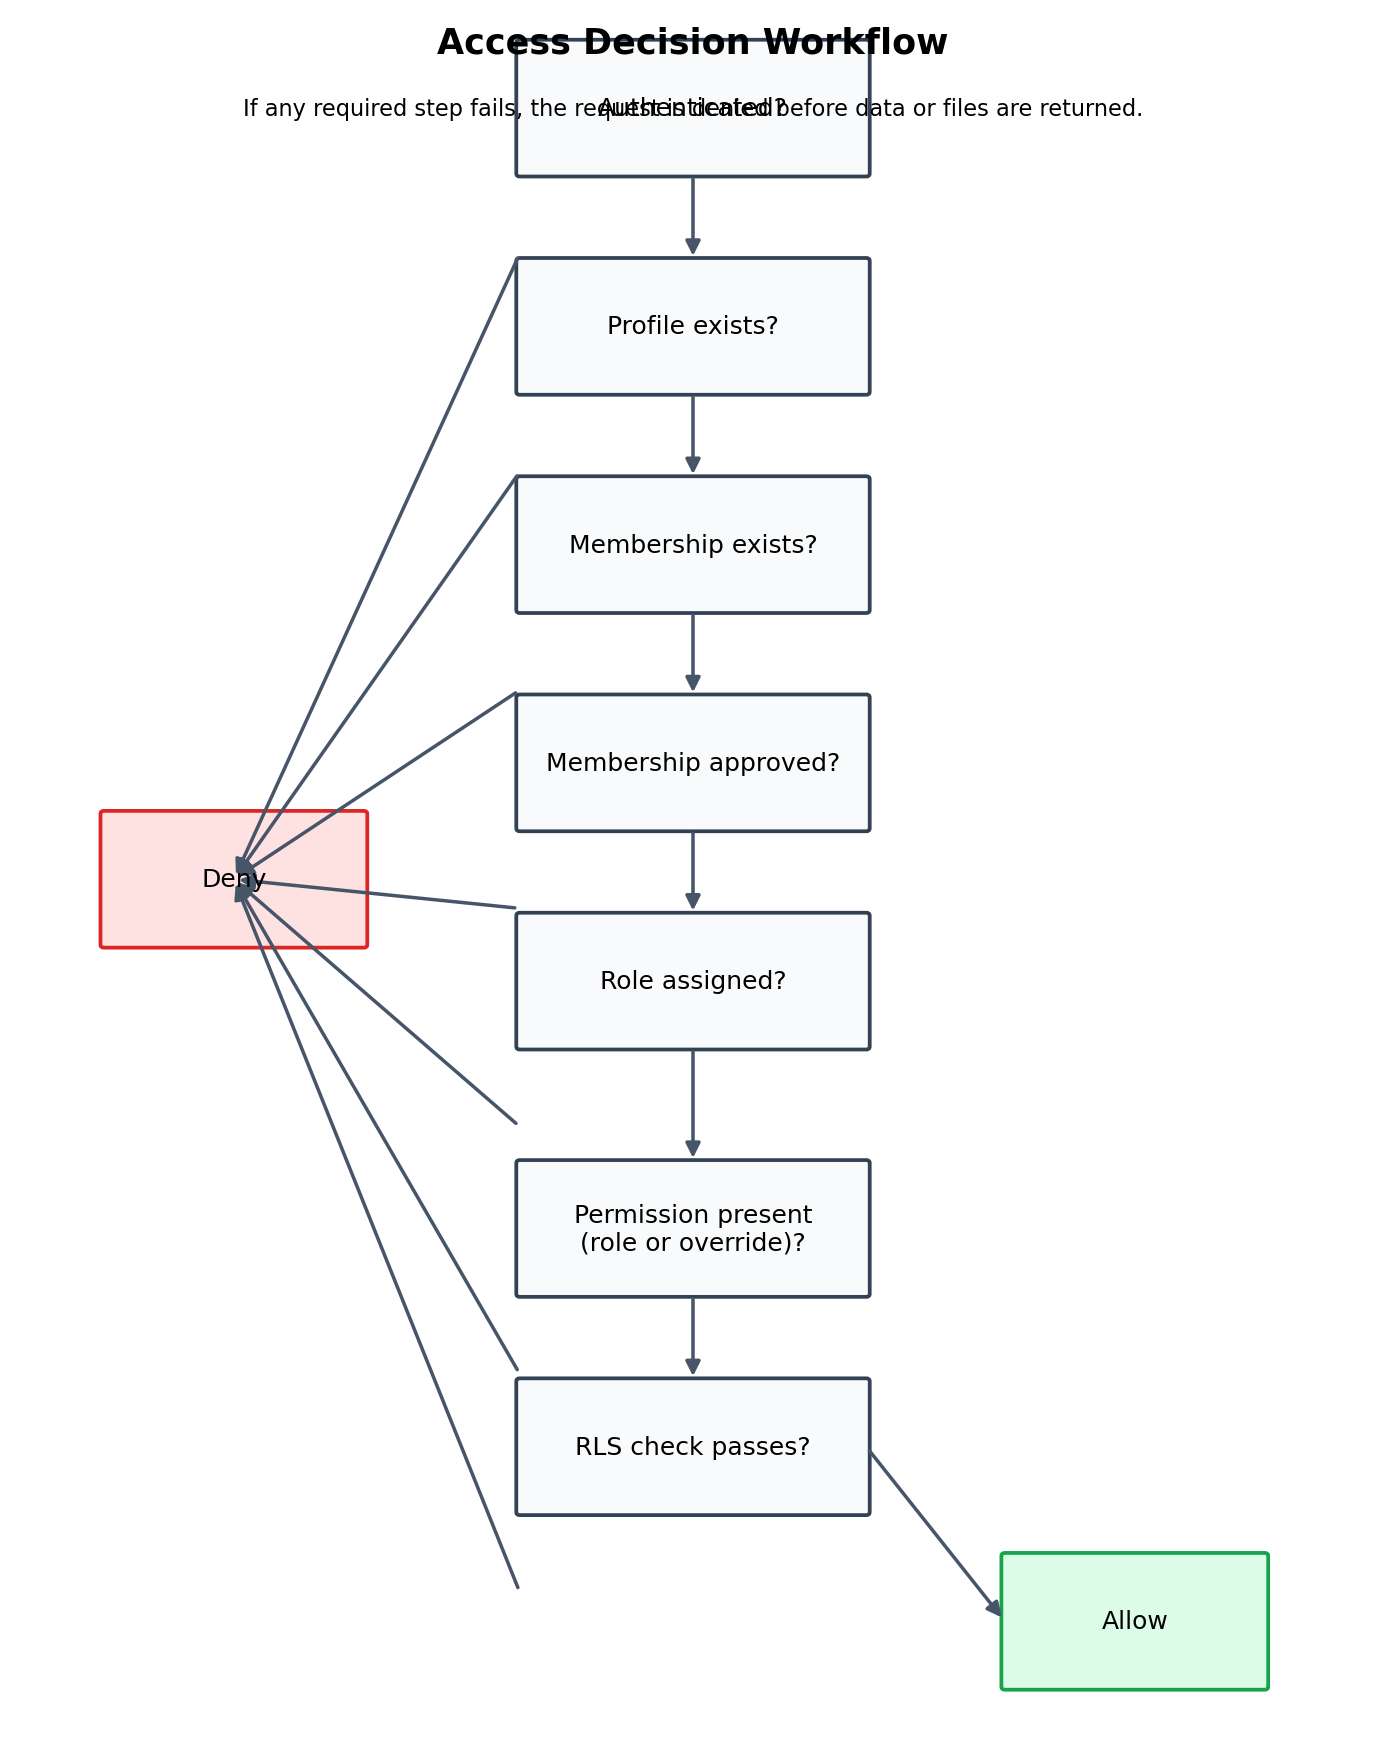 Access Decision Workflow
If any required step fails, the request is denied before data or files are returned.
Authenticated?
Profile exists?
Membership exists?
Membership approved?
Deny
Role assigned?
Permission present
(role or override)?
RLS check passes?
Allow